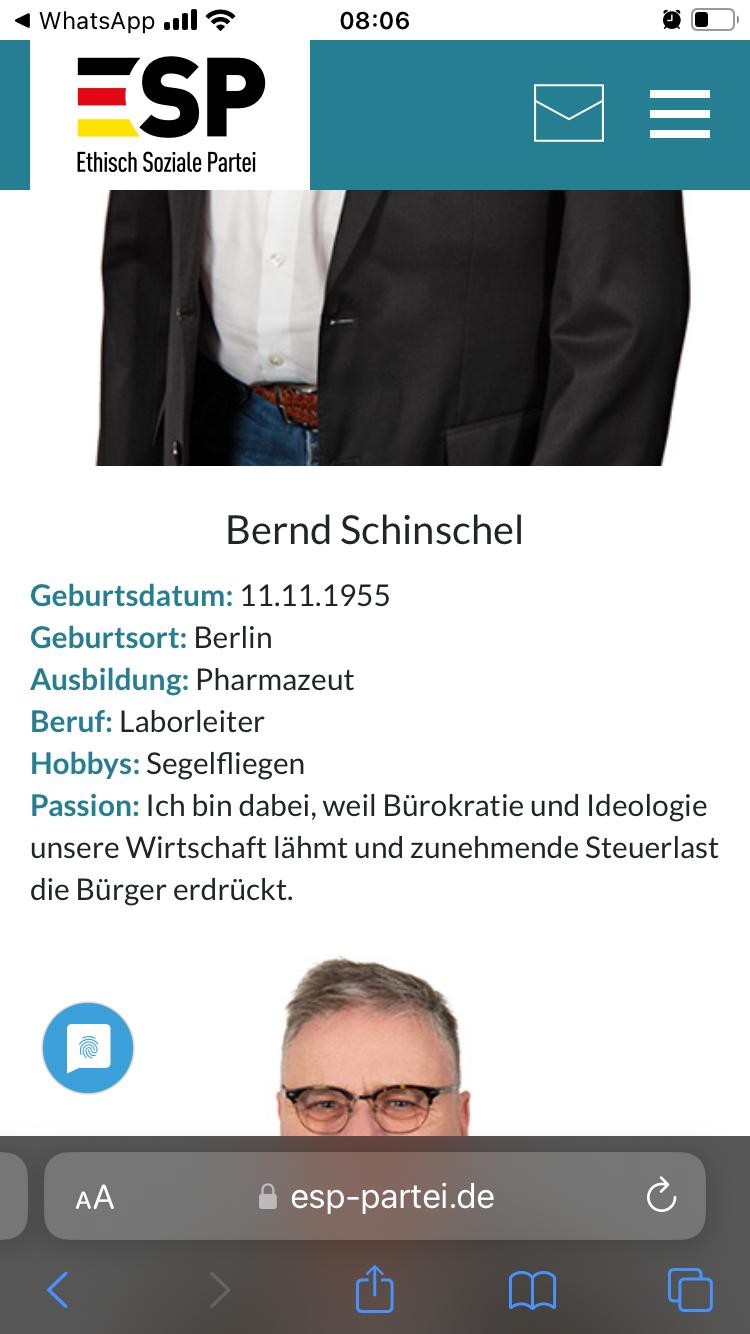 WhatsApp 08:06
ESP
Ethisch Soziale Partei
Bernd Schinschel
Geburtsdatum: 11.11.1955
Geburtsort: Berlin
Ausbildung: Pharmazeut
Beruf: Laborleiter
Hobbys: Segelfliegen
Passion: Ich bin dabei, weil Bürokratie und Ideologie
unsere Wirtschaft lähmt und zunehmende Steuerlast
die Bürger erdrückt.
AA esp-partei.de